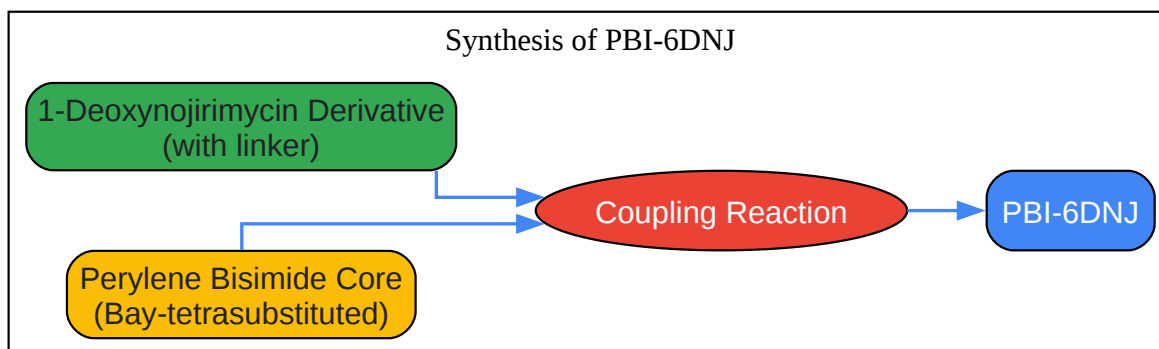 Synthesis of PBI-6DNJ
1-Deoxynojirimycin Derivative
(with linker)
Coupling Reaction
PBI-6DNJ
Perylene Bisimide Core
(Bay-tetrasubstituted)